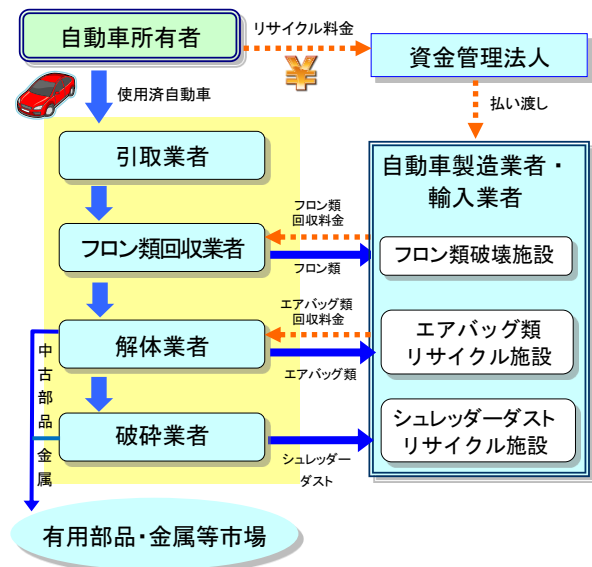 自動車所有者
リサイクル料金
資金管理法人
使用済自動車
払い渡し
引取業者
自動車製造業者・
輸入業者
フロン類
回収料金
フロン類回収業者
フロン類
フロン類破壊施設
エアバッグ類
回収料金
解体業者
エアバッグ類
エアバッグ類
リサイクル施設
中古部品
破砕業者
シュレッダー
ダスト
シュレッダーダスト
リサイクル施設
金属
有用部品・金属等市場